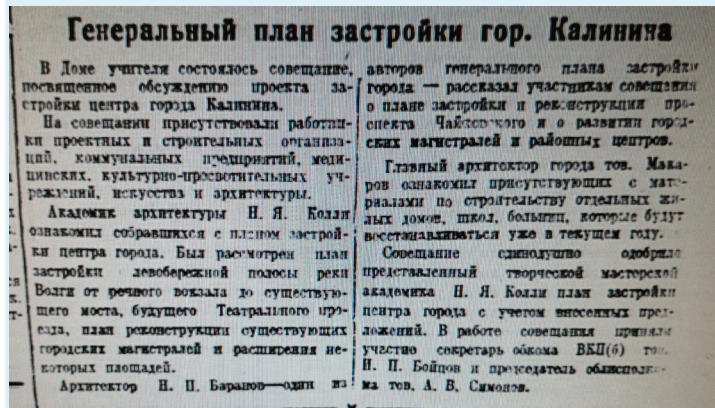 Генеральный план застройки гор. Калинина
В Доме учителя состоялось совещание,
посвященное обсуждению проекта за-
стройки центра города Калинина.
На совещании присутствовали работни-
ки проектных и строительных организа-
ций, коммунальных предприятий, меди-
цинских, культурно-просветительных уч-
реждений, искусства и архитектуры.
Академик архитектуры Н. Я. Колли
ознакомил собравшихся с планом застрой-
ки центра города. Был рассмотрен план
застройки левобережной полосы реки
Волги от речного вокзала до существую-
щего моста, будущего Театрального про-
езда, план реконструкции существующих
городских магистралей и расширения не-
которых площадей.
Архитектор Н. П. Баранов—один из
авторов генерального плана застройки
города — рассказал участникам совещания
о плане застройки и реконструкции про-
спекта Чайковского и о развитии город-
ских магистралей и районных центров.
Главный архитектор города тов. Мака-
ров ознакомил присутствующих с мате-
риалами по строительству отдельных жи-
лых домов, школ, больниц, которые будут
восстанавливаться уже в текущем году.
Совещание единодушно одобрило
представленный творческой мастерской
академика Н. Я. Колли план застройки
центра города с учетом внесенных пред-
ложений. В работе совещания приняли
участие секретарь обкома ВКП(б) тов.
И. П. Бойцов и председатель облисполко-
ма тов. А. В. Симонов.